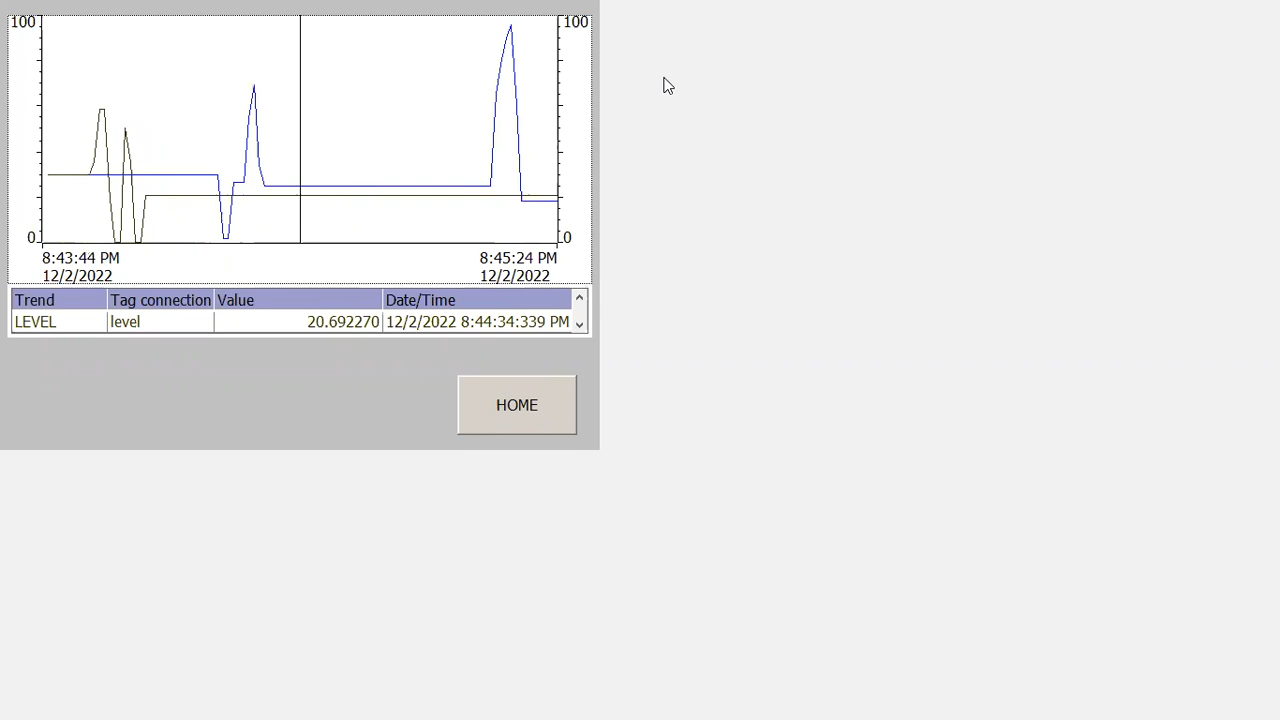 100 100
0 0
8:43:44 PM 8:45:24 PM
12/2/2022 12/2/2022
Trend Tag connection Value Date/Time
LEVEL level 20.692270 12/2/2022 8:44:34:339 PM
HOME